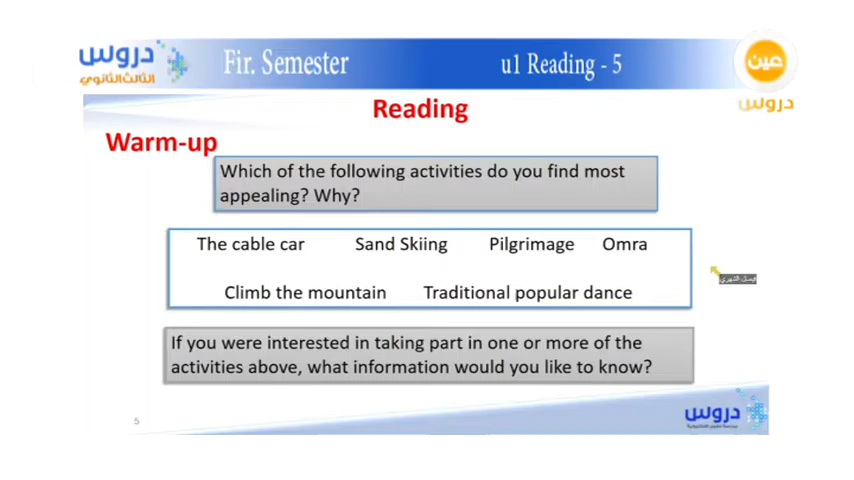 دروس
الثالث الثانوي
Fir. Semester
u1 Reading - 5
عين
دروس
Reading
Warm-up
Which of the following activities do you find most
appealing? Why?
The cable car Sand Skiing Pilgrimage Omra
Climb the mountain Traditional popular dance
If you were interested in taking part in one or more of the
activities above, what information would you like to know?
5
دروس